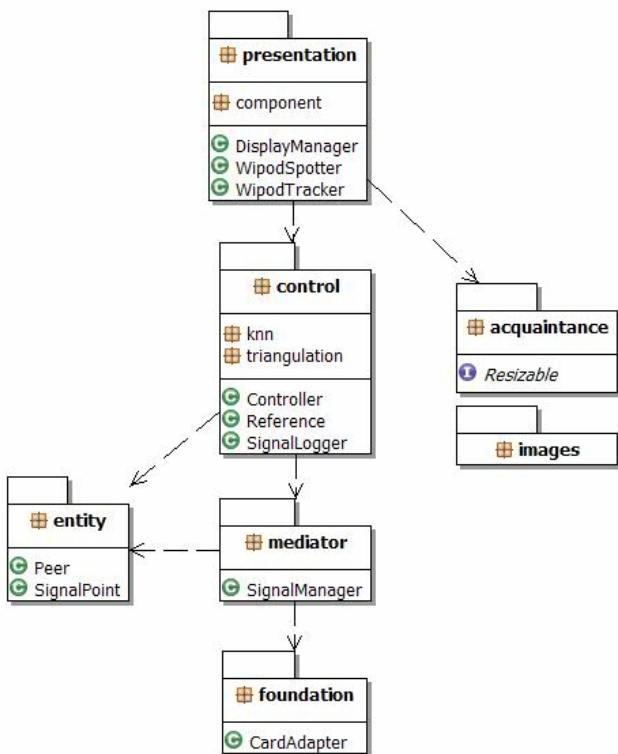 presentation
component
DisplayManager
WipodSpotter
WipodTracker
control
knn
triangulation
Controller
Reference
SignalLogger
acquaintance
Resizable
images
entity
Peer
SignalPoint
mediator
SignalManager
foundation
CardAdapter